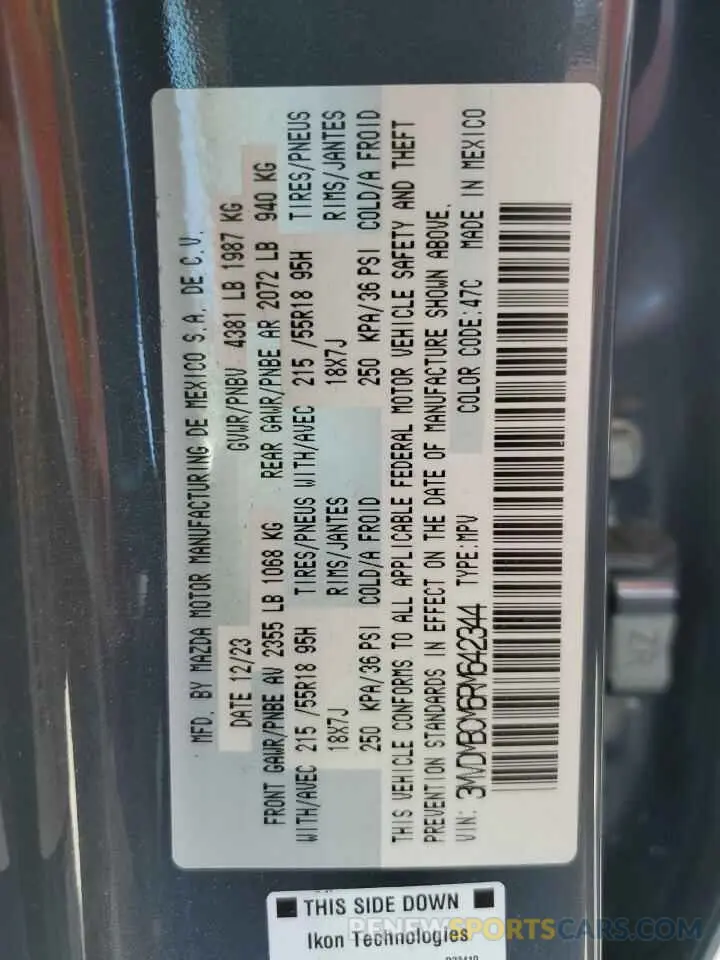 MFD. BY MAZDA MOTOR MANUFACTURING DE MEXICO S.A. DE C.V.
DATE 12/23 GVWR/PNBV 4381 LB 1987 KG
FRONT GAWR/PNBE AV 2355 LB 1068 KG REAR GAWR/PNBE AR 2072 LB 940 KG
WITH/AVEC 215 /55R18 95H TIRES/PNEUS WITH/AVEC 215 /55R18 95H TIRES/PNEUS
18X7J RIMS/JANTES 18X7J RIMS/JANTES
250 KPA/36 PSI COLD/A FROID 250 KPA/36 PSI COLD/A FROID
THIS VEHICLE CONFORMS TO ALL APPLICABLE FEDERAL MOTOR VEHICLE SAFETY AND THEFT
PREVENTION STANDARDS IN EFFECT ON THE DATE OF MANUFACTURE SHOWN ABOVE.
VIN: 3MVDMBCM6RM642344 TYPE:MPV COLOR CODE:47C MADE IN MEXICO
THIS SIDE DOWN
Ikon Technologies
RENEWSPORTSCARS.COM